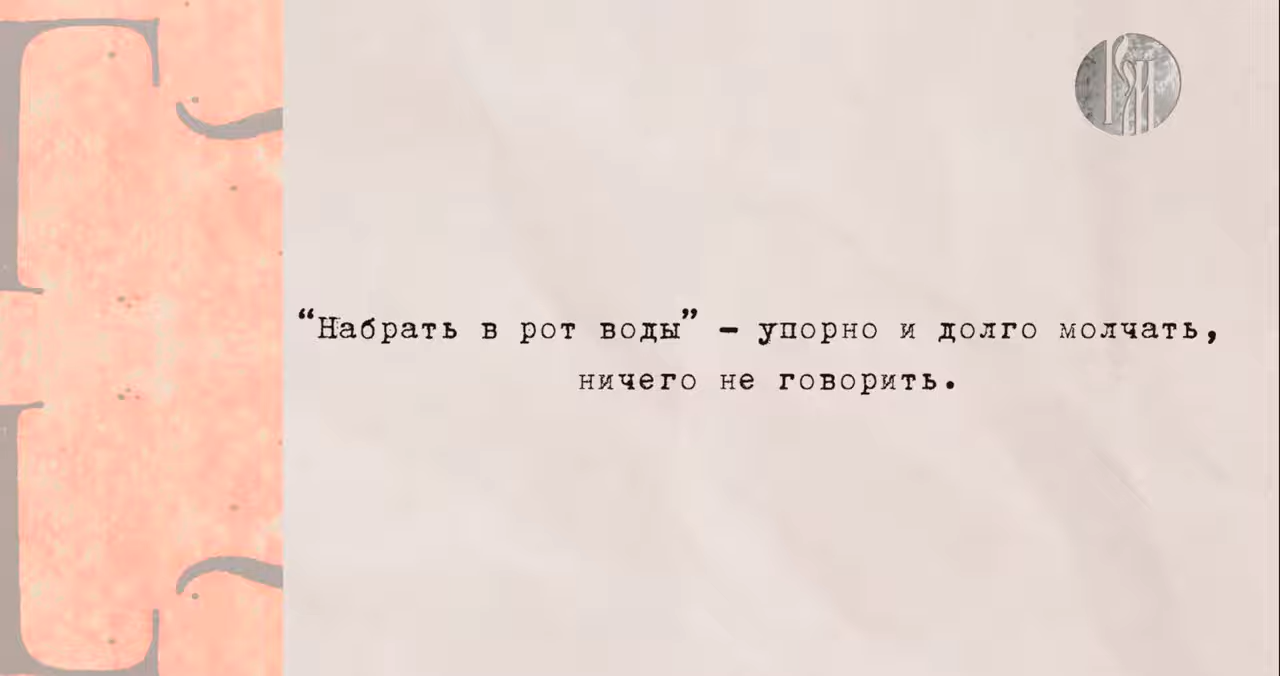 “Набрать в рот воды” – упорно и долго молчать,
ничего не говорить.